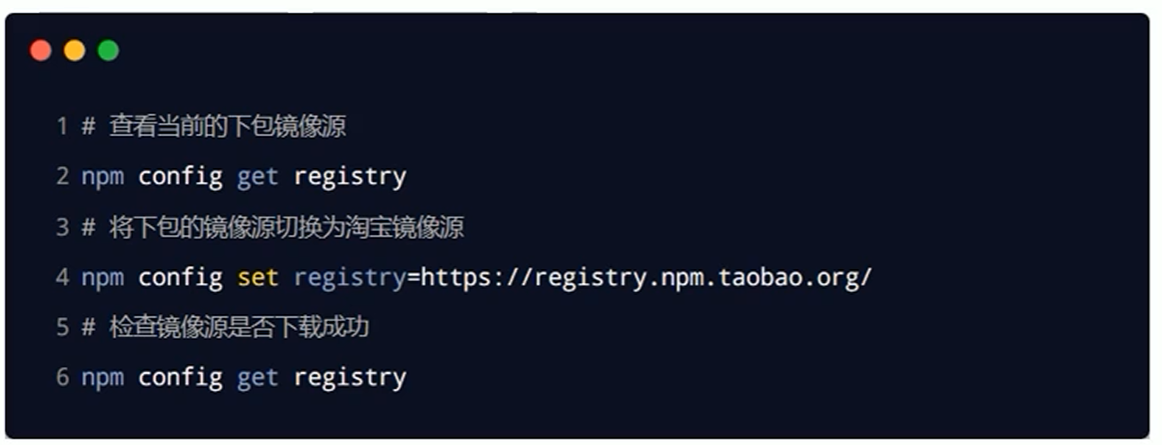 1 # 查看当前的下包镜像源
2 npm config get registry
3 # 将下包的镜像源切换为淘宝镜像源
4 npm config set registry=https://registry.npm.taobao.org/
5 # 检查镜像源是否下载成功
6 npm config get registry